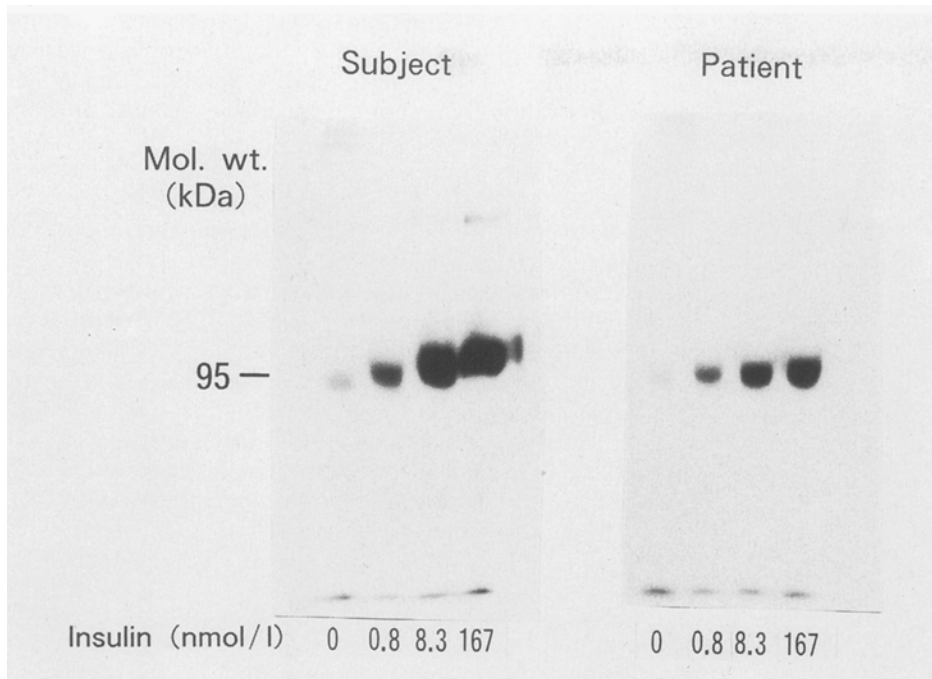 Subject Patient
Mol. wt.
(kDa)
95 —
Insulin (nmol/l) 0 0.8 8.3 167 0 0.8 8.3 167